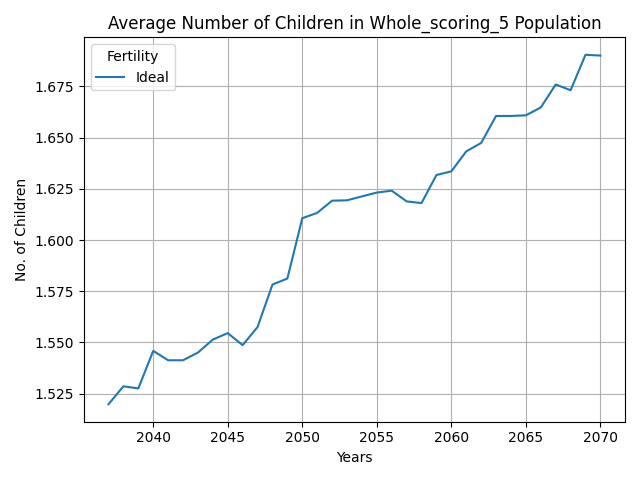 Average Number of Children in Whole_scoring_5 Population
Fertility
Ideal
No. of Children
1.675
1.650
1.625
1.600
1.575
1.550
1.525
2040 2045 2050 2055 2060 2065 2070
Years